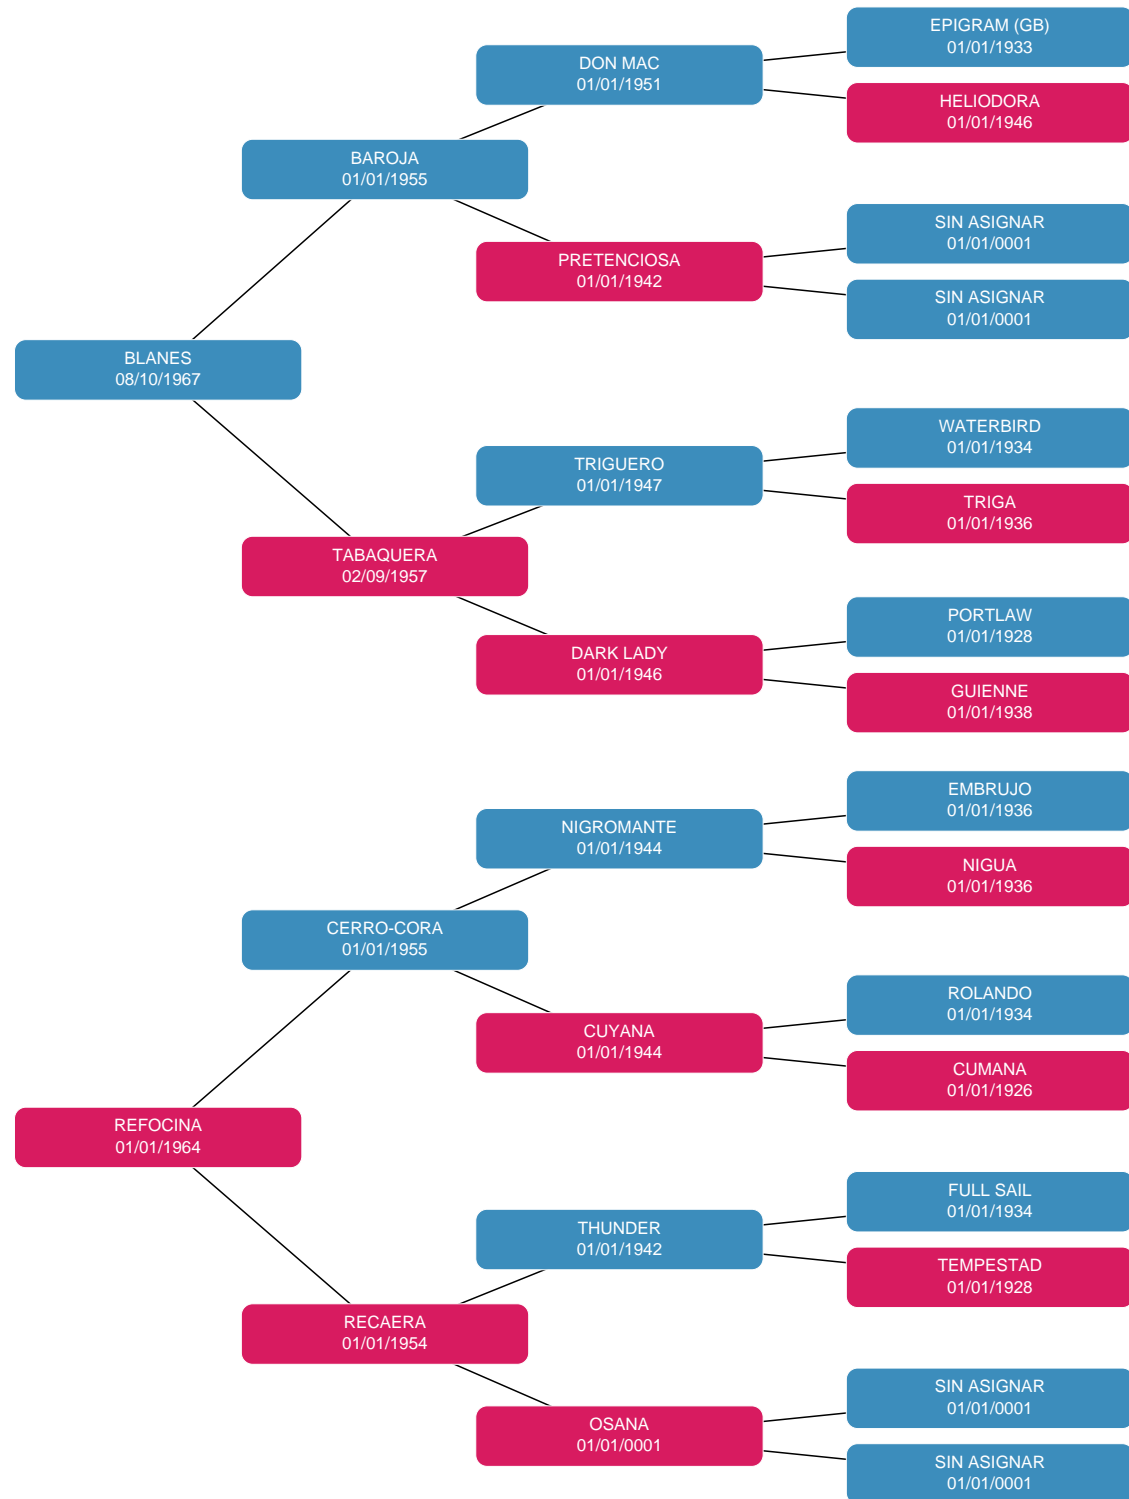 EPIGRAM (GB)
01/01/1933
DON MAC
01/01/1951
HELIODORA
01/01/1946
BAROJA
01/01/1955
SIN ASIGNAR
01/01/0001
PRETENCIOSA
01/01/1942
SIN ASIGNAR
01/01/0001
BLANES
08/10/1967
WATERBIRD
01/01/1934
TRIGUERO
01/01/1947
TRIGA
01/01/1936
TABAQUERA
02/09/1957
PORTLAW
01/01/1928
DARK LADY
01/01/1946
GUIENNE
01/01/1938
EMBRUJO
01/01/1936
NIGROMANTE
01/01/1944
NIGUA
01/01/1936
CERRO-CORA
01/01/1955
ROLANDO
01/01/1934
CUYANA
01/01/1944
CUMANA
01/01/1926
REFOCINA
01/01/1964
FULL SAIL
01/01/1934
THUNDER
01/01/1942
TEMPESTAD
01/01/1928
RECAERA
01/01/1954
SIN ASIGNAR
01/01/0001
OSANA
01/01/0001
SIN ASIGNAR
01/01/0001